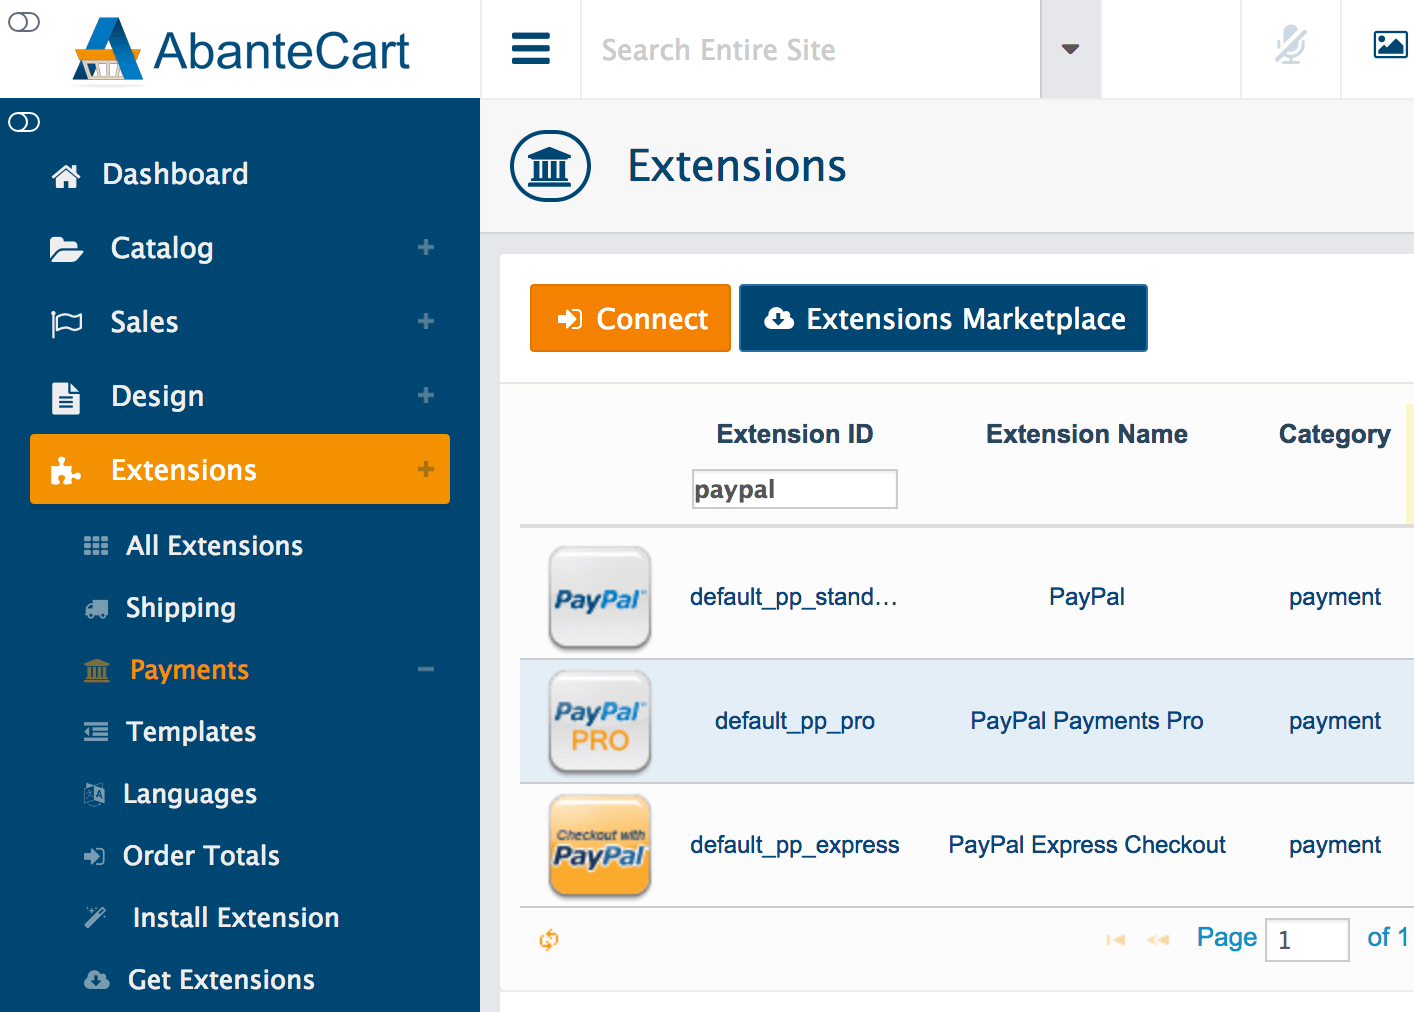 AbanteCart
Search Entire Site
Dashboard
Catalog
Sales
Design
Extensions
All Extensions
Shipping
Payments
Templates
Languages
Order Totals
Install Extension
Get Extensions
Extensions
Connect
Extensions Marketplace
Extension ID Extension Name Category
paypal
PayPal default_pp_stand... PayPal payment
PayPal PRO default_pp_pro PayPal Payments Pro payment
Checkout with PayPal default_pp_express PayPal Express Checkout payment
Page 1 of 1